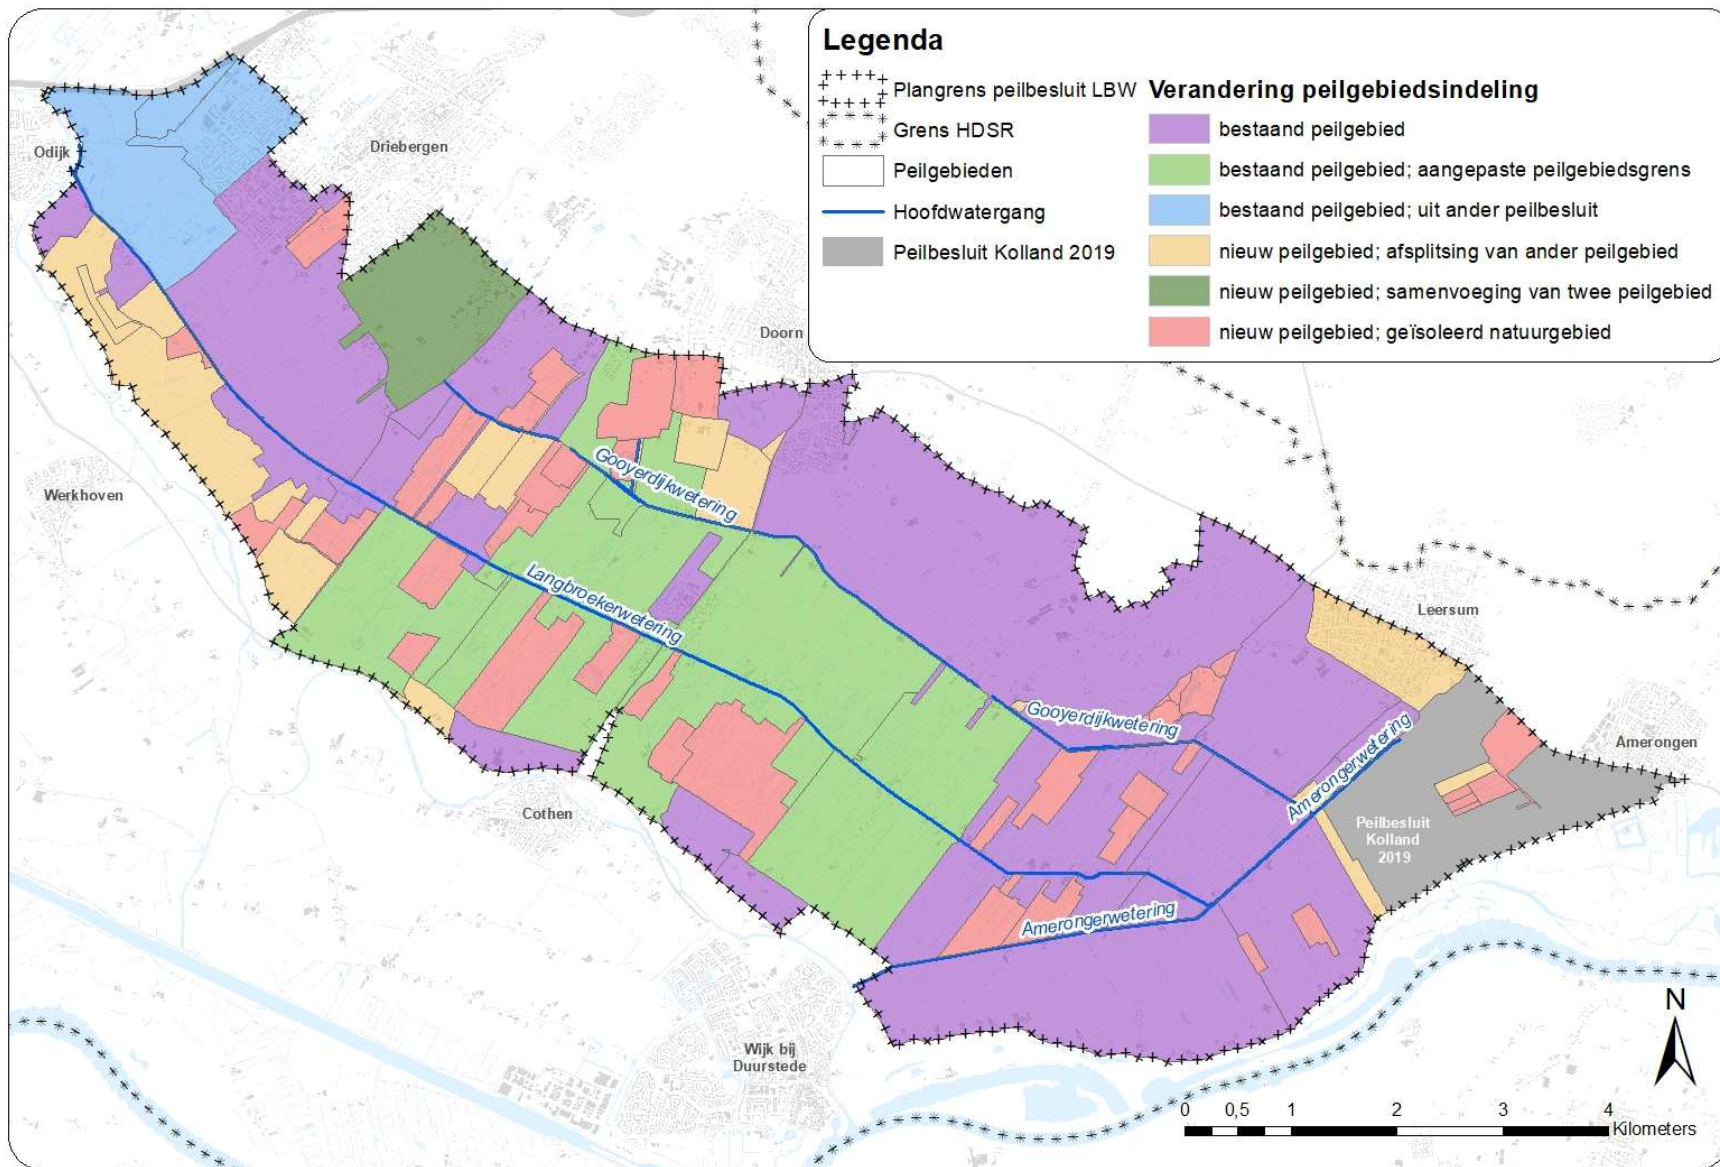 Legenda
Plangrens peilbesluit LBW
Grens HDSR
Peilgebieden
Hoofdwatergang
Peilbesluit Kolland 2019
Verandering peilgebiedsindeling
bestaand peilgebied
bestaand peilgebied; aangepaste peilgebiedsgrens
bestaand peilgebied; uit ander peilbesluit
nieuw peilgebied; afsplitsing van ander peilgebied
nieuw peilgebied; samenvoeging van twee peilgebied
nieuw peilgebied; geïsoleerd natuurgebied
Odijk
Driebergen
Doorn
Werkhoven
Gooyerdijkwetering
Langbroekerwetering
Leersum
Gooyerdijkwetering
Amerongerwetering
Amerongen
Cothen
Peilbesluit
Kolland
2019
Amerongerwetering
Wijk bij
Duurstede
N
0 0,5 1 2 3 4
Kilometers